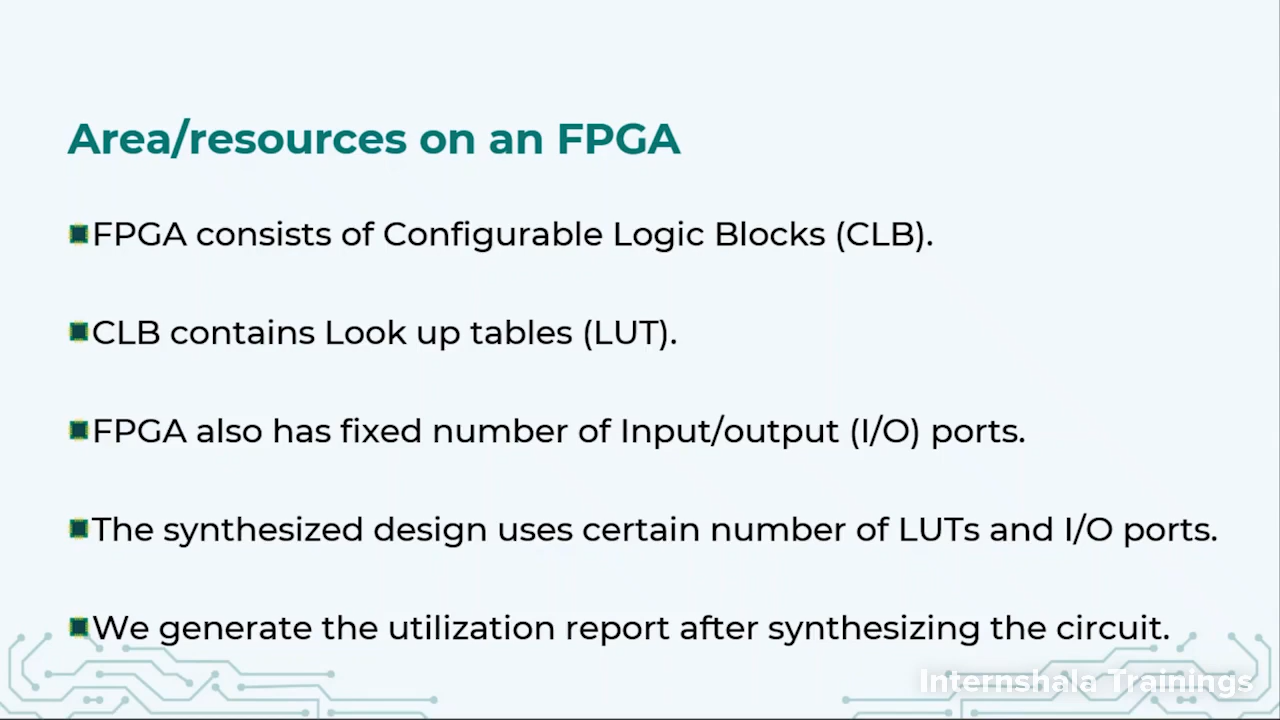 Area/resources on an FPGA
FPGA consists of Configurable Logic Blocks (CLB).
CLB contains Look up tables (LUT).
FPGA also has fixed number of Input/output (I/O) ports.
The synthesized design uses certain number of LUTs and I/O ports.
We generate the utilization report after synthesizing the circuit.
Internshala Trainings